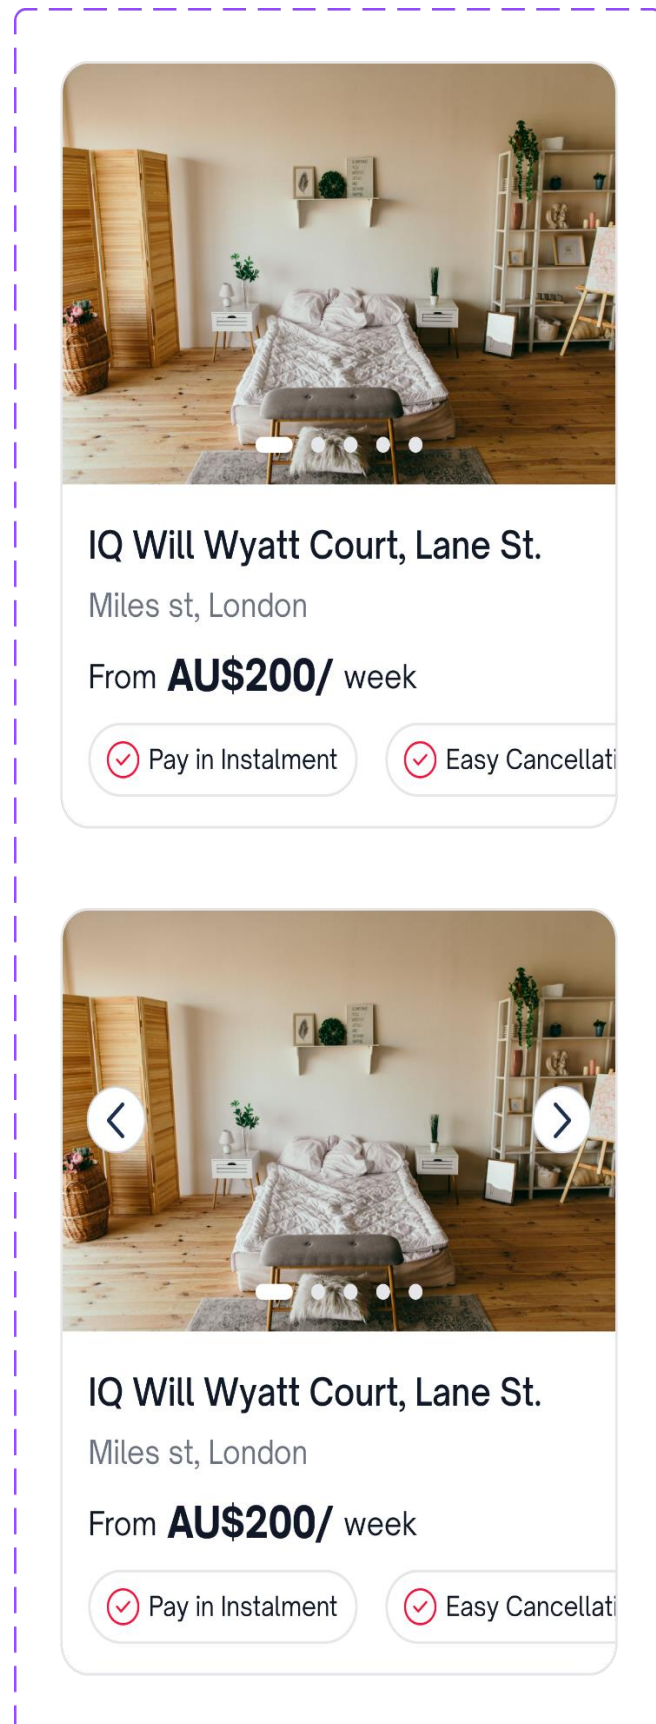 IQ Will Wyatt Court, Lane St.
Miles st, London
From AU$200/ week
Pay in Instalment
Easy Cancellati
IQ Will Wyatt Court, Lane St.
Miles st, London
From AU$200/ week
Pay in Instalment
Easy Cancellati